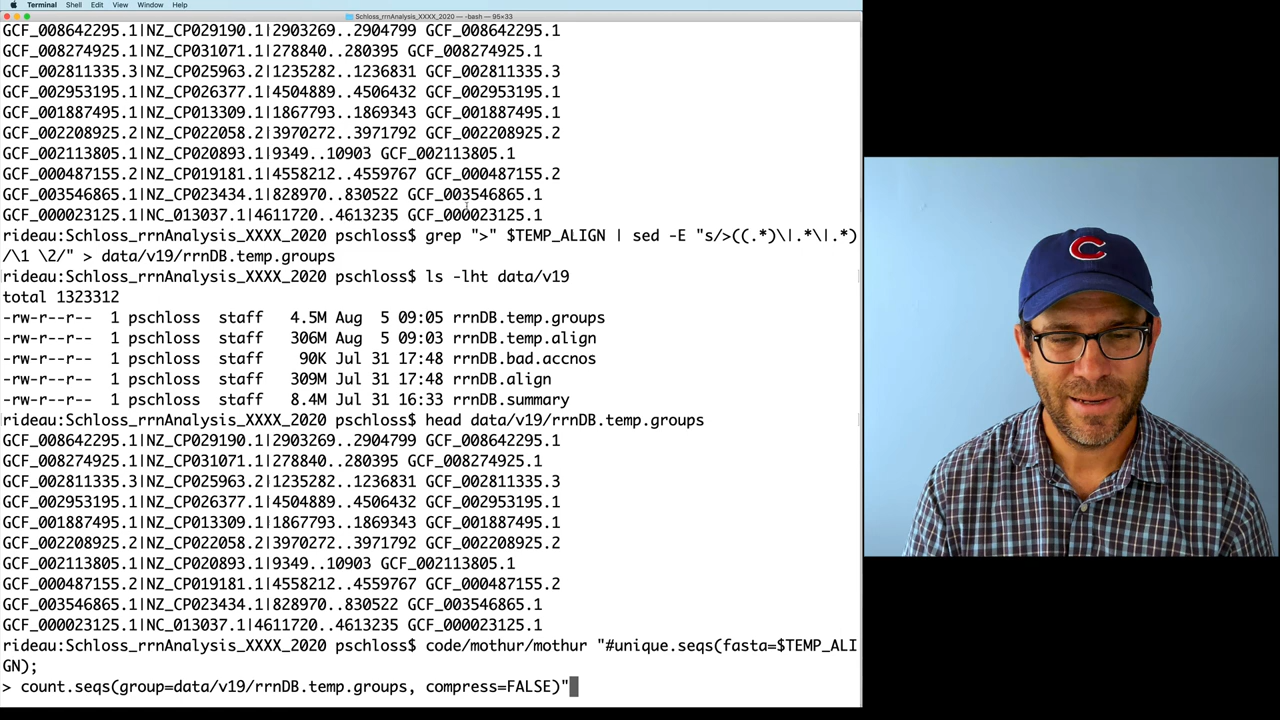 Terminal Shell Edit View Window Help
Schloss_rrnAnalysis_XXXX_2020 — -bash — 95×33
GCF_008642295.1|NZ_CP029190.1|2903269..2904799 GCF_008642295.1
GCF_008274925.1|NZ_CP031071.1|278840..280395 GCF_008274925.1
GCF_002811335.3|NZ_CP025963.2|1235282..1236831 GCF_002811335.3
GCF_002953195.1|NZ_CP026377.1|4504889..4506432 GCF_002953195.1
GCF_001887495.1|NZ_CP013309.1|1867793..1869343 GCF_001887495.1
GCF_002208925.2|NZ_CP022058.2|3970272..3971792 GCF_002208925.2
GCF_002113805.1|NZ_CP020893.1|9349..10903 GCF_002113805.1
GCF_000487155.2|NZ_CP019181.1|4558212..4559767 GCF_000487155.2
GCF_003546865.1|NZ_CP023434.1|828970..830522 GCF_003546865.1
GCF_000023125.1|NC_013037.1|4611720..4613235 GCF_000023125.1
rideau:Schloss_rrnAnalysis_XXXX_2020 pschloss$ grep ">" $TEMP_ALIGN | sed -E "s/>((.*)\|.*\|.*)
/\1 \2/" > data/v19/rrnDB.temp.groups
rideau:Schloss_rrnAnalysis_XXXX_2020 pschloss$ ls -lht data/v19
total 1323312
-rw-r--r-- 1 pschloss staff 4.5M Aug 5 09:05 rrnDB.temp.groups
-rw-r--r-- 1 pschloss staff 306M Aug 5 09:03 rrnDB.temp.align
-rw-r--r-- 1 pschloss staff 90K Jul 31 17:48 rrnDB.bad.accnos
-rw-r--r-- 1 pschloss staff 309M Jul 31 17:48 rrnDB.align
-rw-r--r-- 1 pschloss staff 8.4M Jul 31 16:33 rrnDB.summary
rideau:Schloss_rrnAnalysis_XXXX_2020 pschloss$ head data/v19/rrnDB.temp.groups
GCF_008642295.1|NZ_CP029190.1|2903269..2904799 GCF_008642295.1
GCF_008274925.1|NZ_CP031071.1|278840..280395 GCF_008274925.1
GCF_002811335.3|NZ_CP025963.2|1235282..1236831 GCF_002811335.3
GCF_002953195.1|NZ_CP026377.1|4504889..4506432 GCF_002953195.1
GCF_001887495.1|NZ_CP013309.1|1867793..1869343 GCF_001887495.1
GCF_002208925.2|NZ_CP022058.2|3970272..3971792 GCF_002208925.2
GCF_002113805.1|NZ_CP020893.1|9349..10903 GCF_002113805.1
GCF_000487155.2|NZ_CP019181.1|4558212..4559767 GCF_000487155.2
GCF_003546865.1|NZ_CP023434.1|828970..830522 GCF_003546865.1
GCF_000023125.1|NC_013037.1|4611720..4613235 GCF_000023125.1
rideau:Schloss_rrnAnalysis_XXXX_2020 pschloss$ code/mothur/mothur "#unique.seqs(fasta=$TEMP_ALI
GN);
> count.seqs(group=data/v19/rrnDB.temp.groups, compress=FALSE)"
C